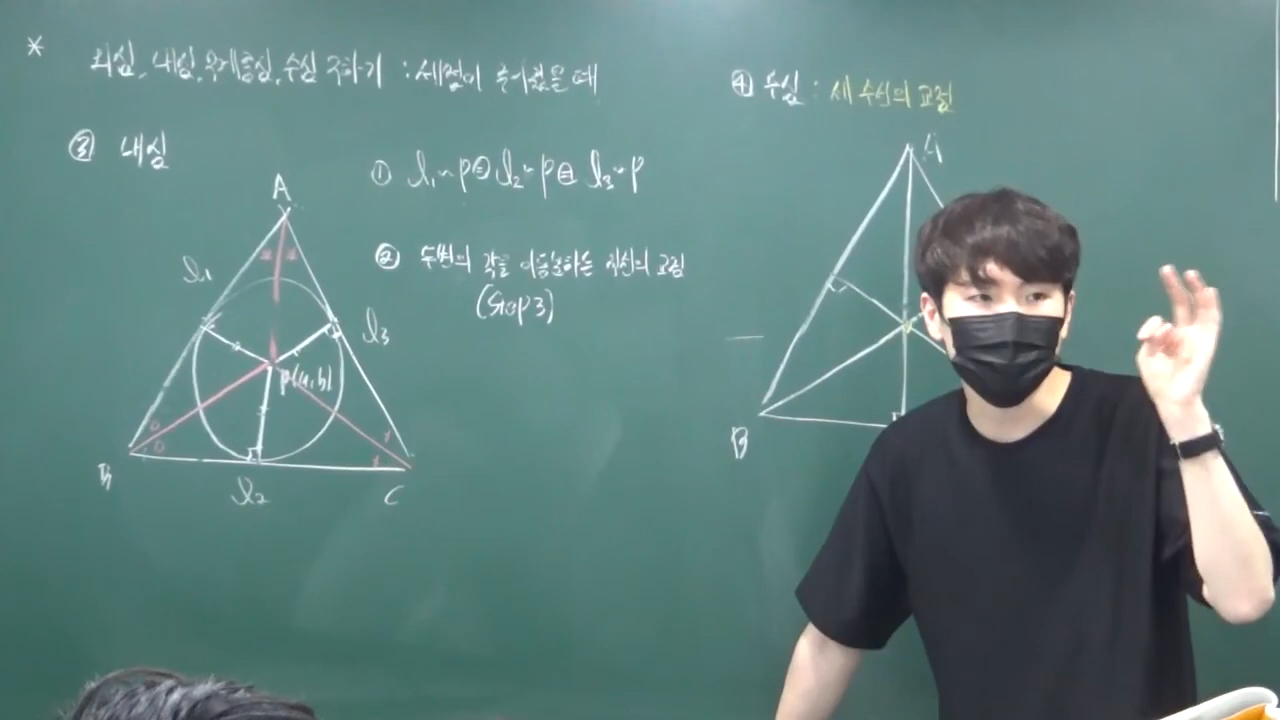 * 외심, 내심, 무게중심, 수심 구하기 : 세점이 주어졌을 때
③ 내심
① l₁~P = l₂~P = l₃~P
② 두변의 각을 이등분하는 직선의 교점
(Step 3)
A
l₁
l₃
P(a, b)
B
l₂
C
④ 수심 : 세 수선의 교점
A
B